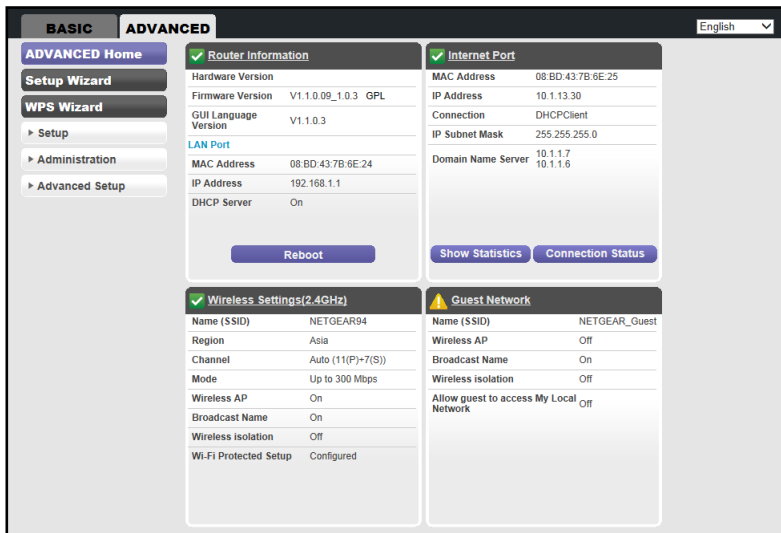 BASIC
ADVANCED
English
ADVANCED Home
Setup Wizard
WPS Wizard
Setup
Administration
Advanced Setup
Router Information
Hardware Version
Firmware Version V1.1.0.09_1.0.3 GPL
GUI Language
Version
V1.1.0.3
LAN Port
MAC Address 08:BD:43:7B:6E:24
IP Address 192.168.1.1
DHCP Server On
Reboot
Internet Port
MAC Address 08:BD:43:7B:6E:25
IP Address 10.1.13.30
Connection DHCPClient
IP Subnet Mask 255.255.255.0
Domain Name Server
10.1.1.7
10.1.1.6
Show Statistics
Connection Status
Wireless Settings(2.4GHz)
Name (SSID) NETGEAR94
Region Asia
Channel Auto (11(P)+7(S))
Mode Up to 300 Mbps
Wireless AP On
Broadcast Name On
Wireless isolation Off
Wi-Fi Protected Setup Configured
Guest Network
Name (SSID) NETGEAR_Guest
Wireless AP Off
Broadcast Name On
Wireless isolation Off
Allow guest to access My Local
Network
Off